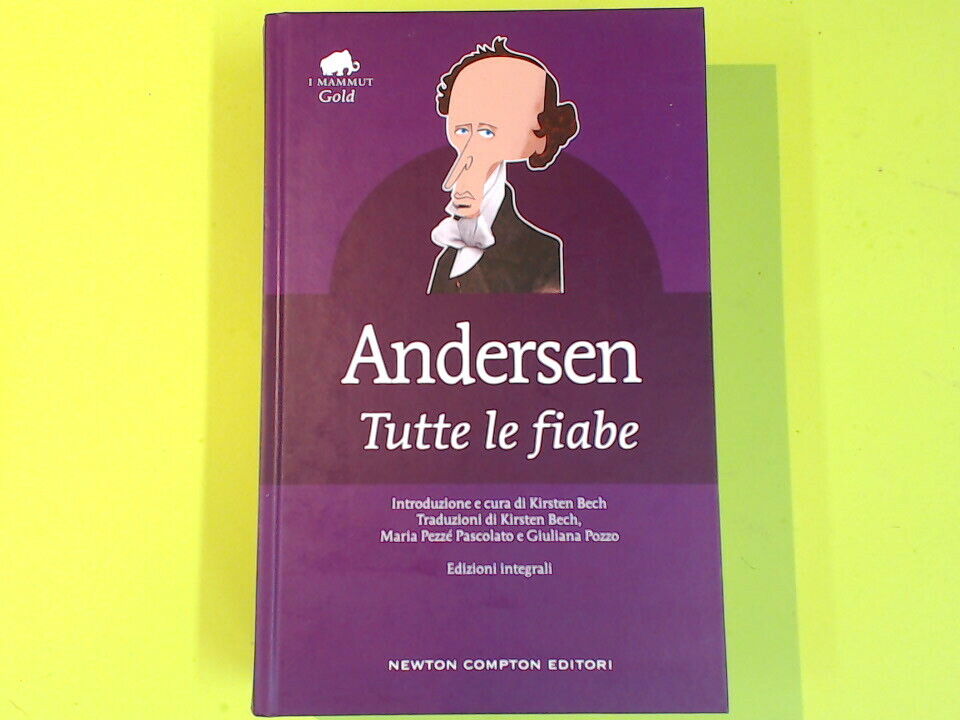 I MAMMUT
Gold
Andersen
Tutte le fiabe
Introduzione e cura di Kirsten Bech
Traduzioni di Kirsten Bech,
Maria Pezzé Pascolato e Giuliana Pozzo
Edizioni integrali
NEWTON COMPTON EDITORI